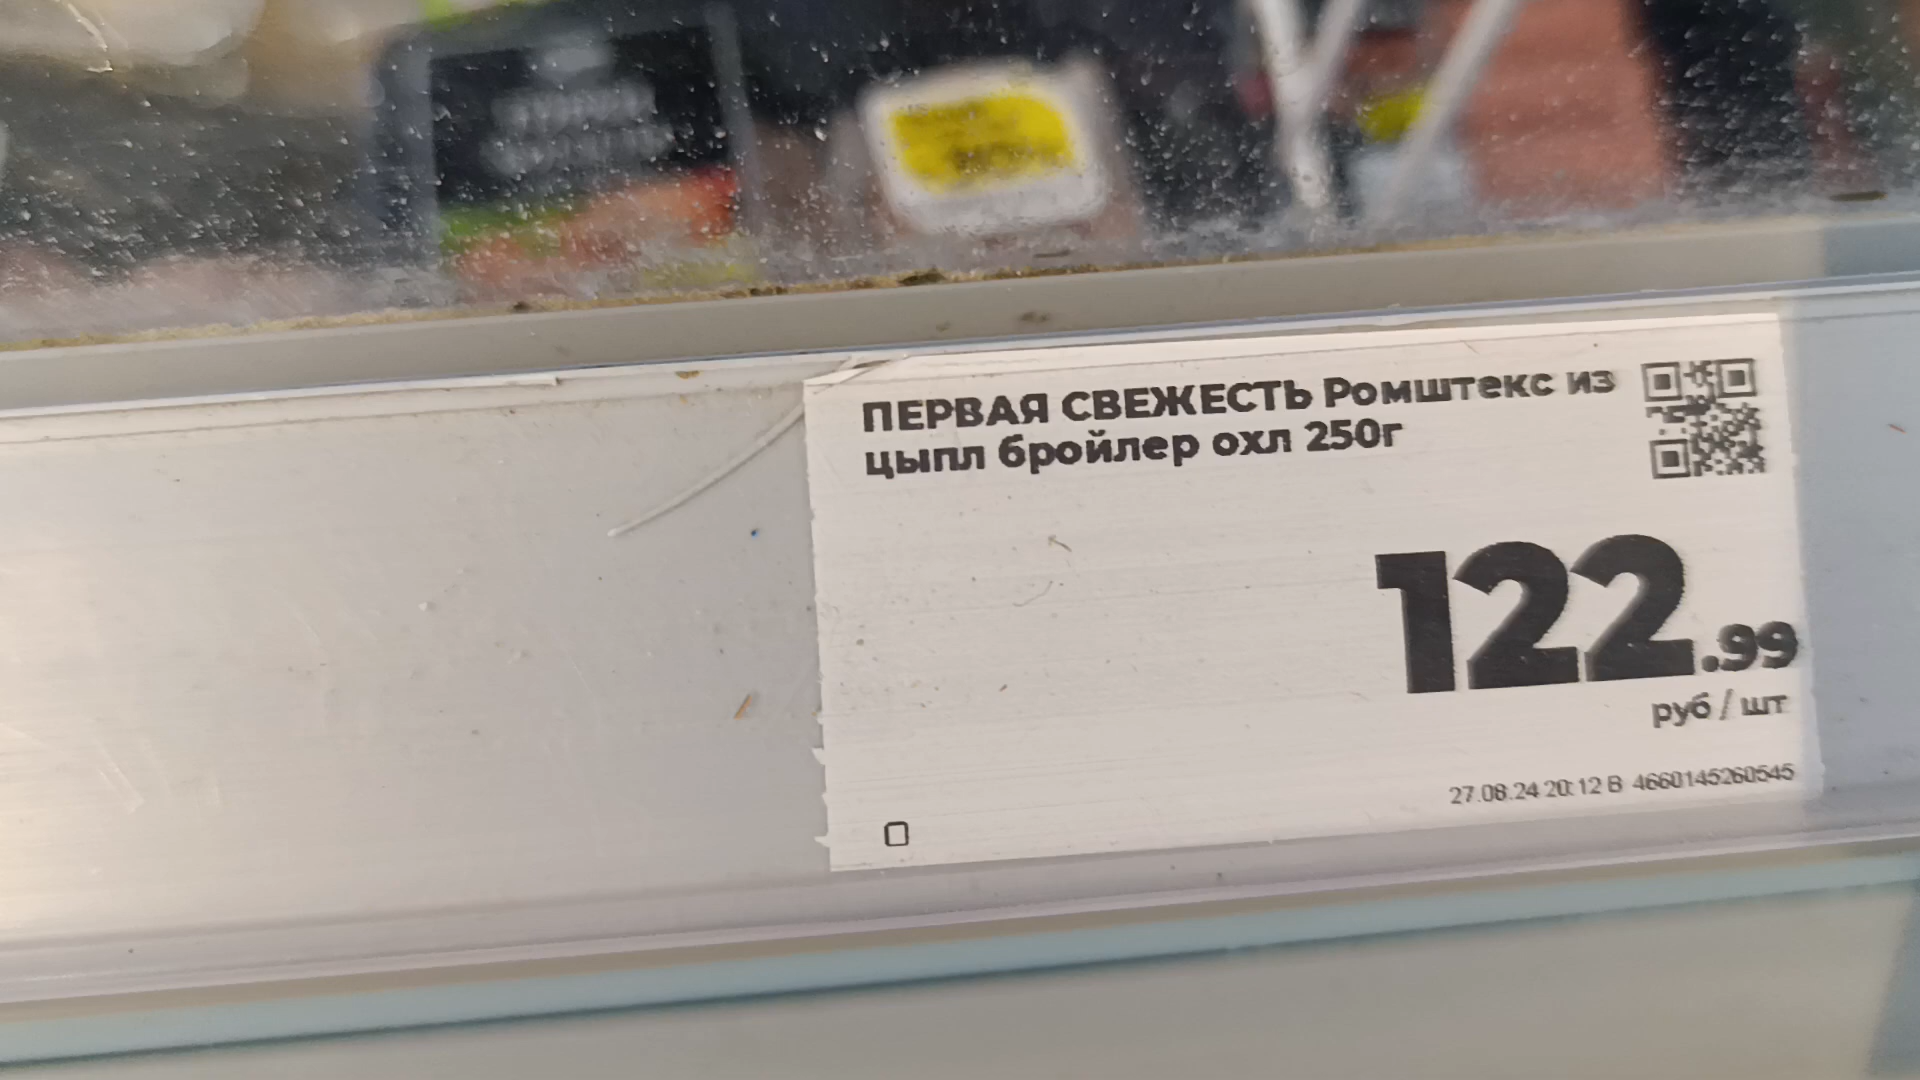 ПЕРВАЯ СВЕЖЕСТЬ Ромштекс из
цыпл бройлер охл 250г
122.99
руб / шт
27.08.24 20:12 В 4660145260545